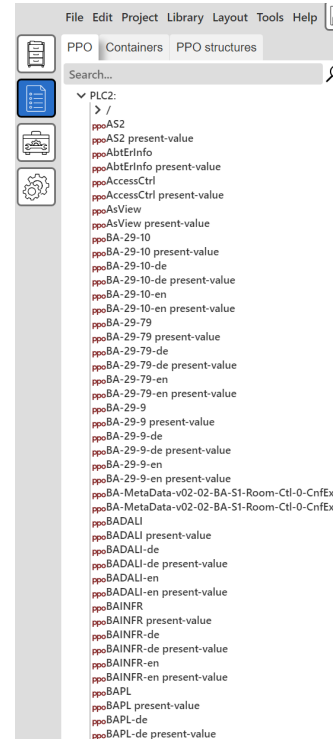 File Edit Project Library Layout Tools Help
PPO Containers PPO structures
Search...
PLC2:
/
ppoAS2
ppoAS2 present-value
ppoAbtErInfo
ppoAbtErInfo present-value
ppoAccessCtrl
ppoAccessCtrl present-value
ppoAsView
ppoAsView present-value
ppoBA-29-10
ppoBA-29-10 present-value
ppoBA-29-10-de
ppoBA-29-10-de present-value
ppoBA-29-10-en
ppoBA-29-10-en present-value
ppoBA-29-79
ppoBA-29-79 present-value
ppoBA-29-79-de
ppoBA-29-79-de present-value
ppoBA-29-79-en
ppoBA-29-79-en present-value
ppoBA-29-9
ppoBA-29-9 present-value
ppoBA-29-9-de
ppoBA-29-9-de present-value
ppoBA-29-9-en
ppoBA-29-9-en present-value
ppoBA-MetaData-v02-02-BA-S1-Room-Ctl-0-CnfEx
ppoBA-MetaData-v02-02-BA-S1-Room-Ctl-0-CnfEx
ppoBADALI
ppoBADALI present-value
ppoBADALI-de
ppoBADALI-de present-value
ppoBADALI-en
ppoBADALI-en present-value
ppoBAINFR
ppoBAINFR present-value
ppoBAINFR-de
ppoBAINFR-de present-value
ppoBAINFR-en
ppoBAINFR-en present-value
ppoBAPL
ppoBAPL present-value
ppoBAPL-de
ppoBAPL-de present-value